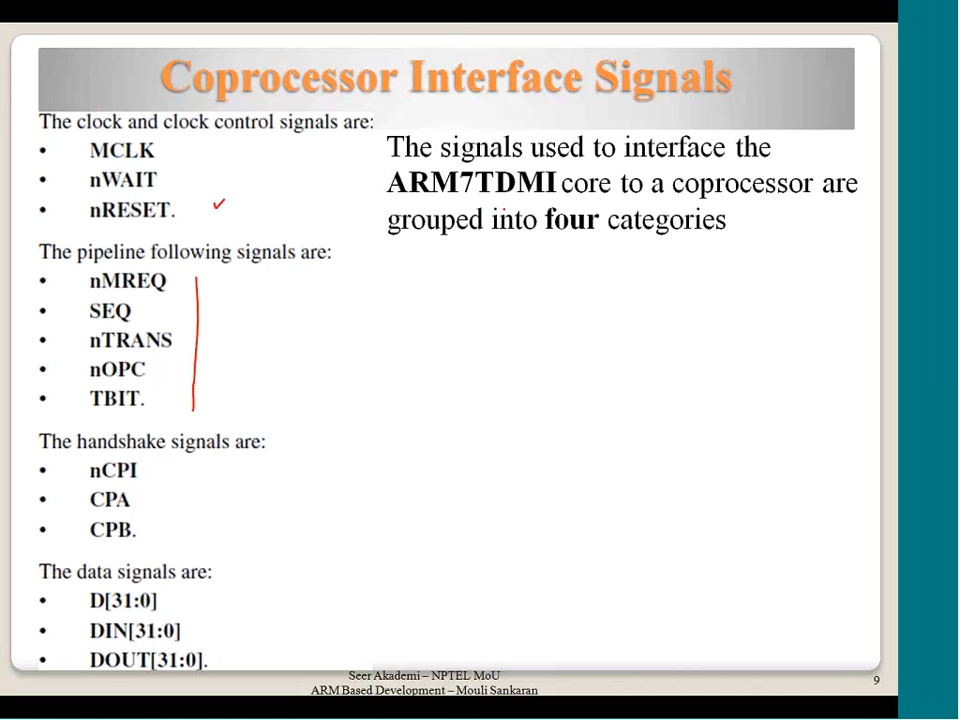 Coprocessor Interface Signals
The clock and clock control signals are:
• MCLK
• nWAIT
• nRESET.
The pipeline following signals are:
• nMREQ
• SEQ
• nTRANS
• nOPC
• TBIT.
The handshake signals are:
• nCPI
• CPA
• CPB.
The data signals are:
• D[31:0]
• DIN[31:0]
• DOUT[31:0].
The signals used to interface the
ARM7TDMI core to a coprocessor are
grouped into four categories
Seer Akademi – NPTEL MoU
ARM Based Development – Mouli Sankaran
9